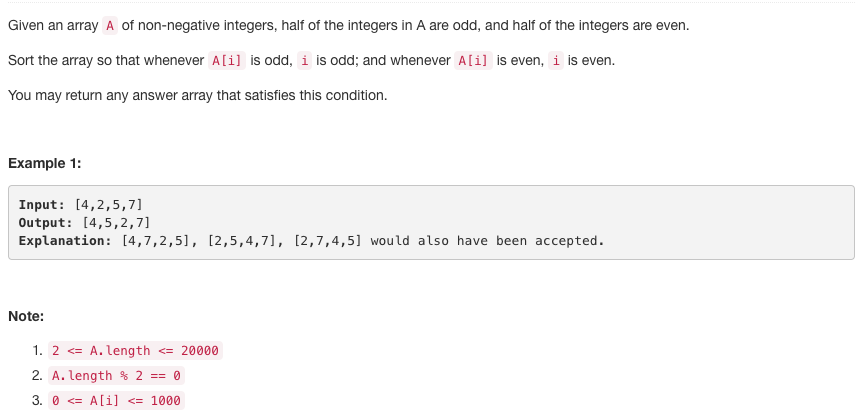 Given an array A of non-negative integers, half of the integers in A are odd, and half of the integers are even.
Sort the array so that whenever A[i] is odd, i is odd; and whenever A[i] is even, i is even.
You may return any answer array that satisfies this condition.
Example 1:
Input: [4,2,5,7]
Output: [4,5,2,7]
Explanation: [4,7,2,5], [2,5,4,7], [2,7,4,5] would also have been accepted.
Note:
1. 2 <= A.length <= 20000
2. A.length % 2 == 0
3. 0 <= A[i] <= 1000